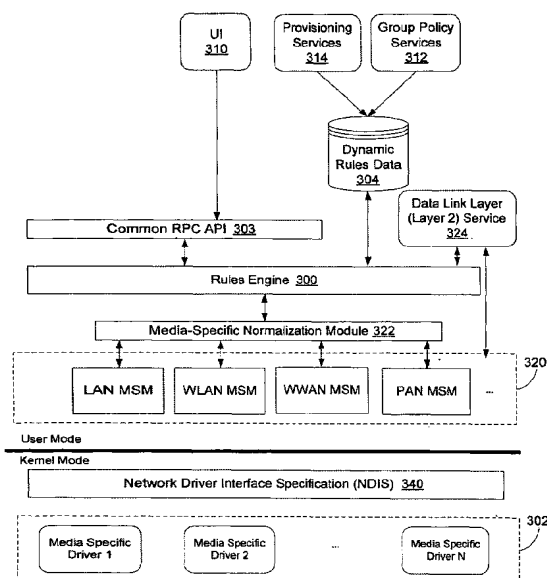 UI
310
Provisioning
Services
314
Group Policy
Services
312
Dynamic
Rules Data
304
Data Link Layer
(Layer 2) Service
324
Common RPC API 303
Rules Engine 300
Media-Specific Normalization Module 322
320
LAN MSM
WLAN MSM
WWAN MSM
PAN MSM
...
User Mode
Kernel Mode
Network Driver Interface Specification (NDIS) 340
302
Media Specific
Driver 1
Media Specific
Driver 2
...
Media Specific
Driver N